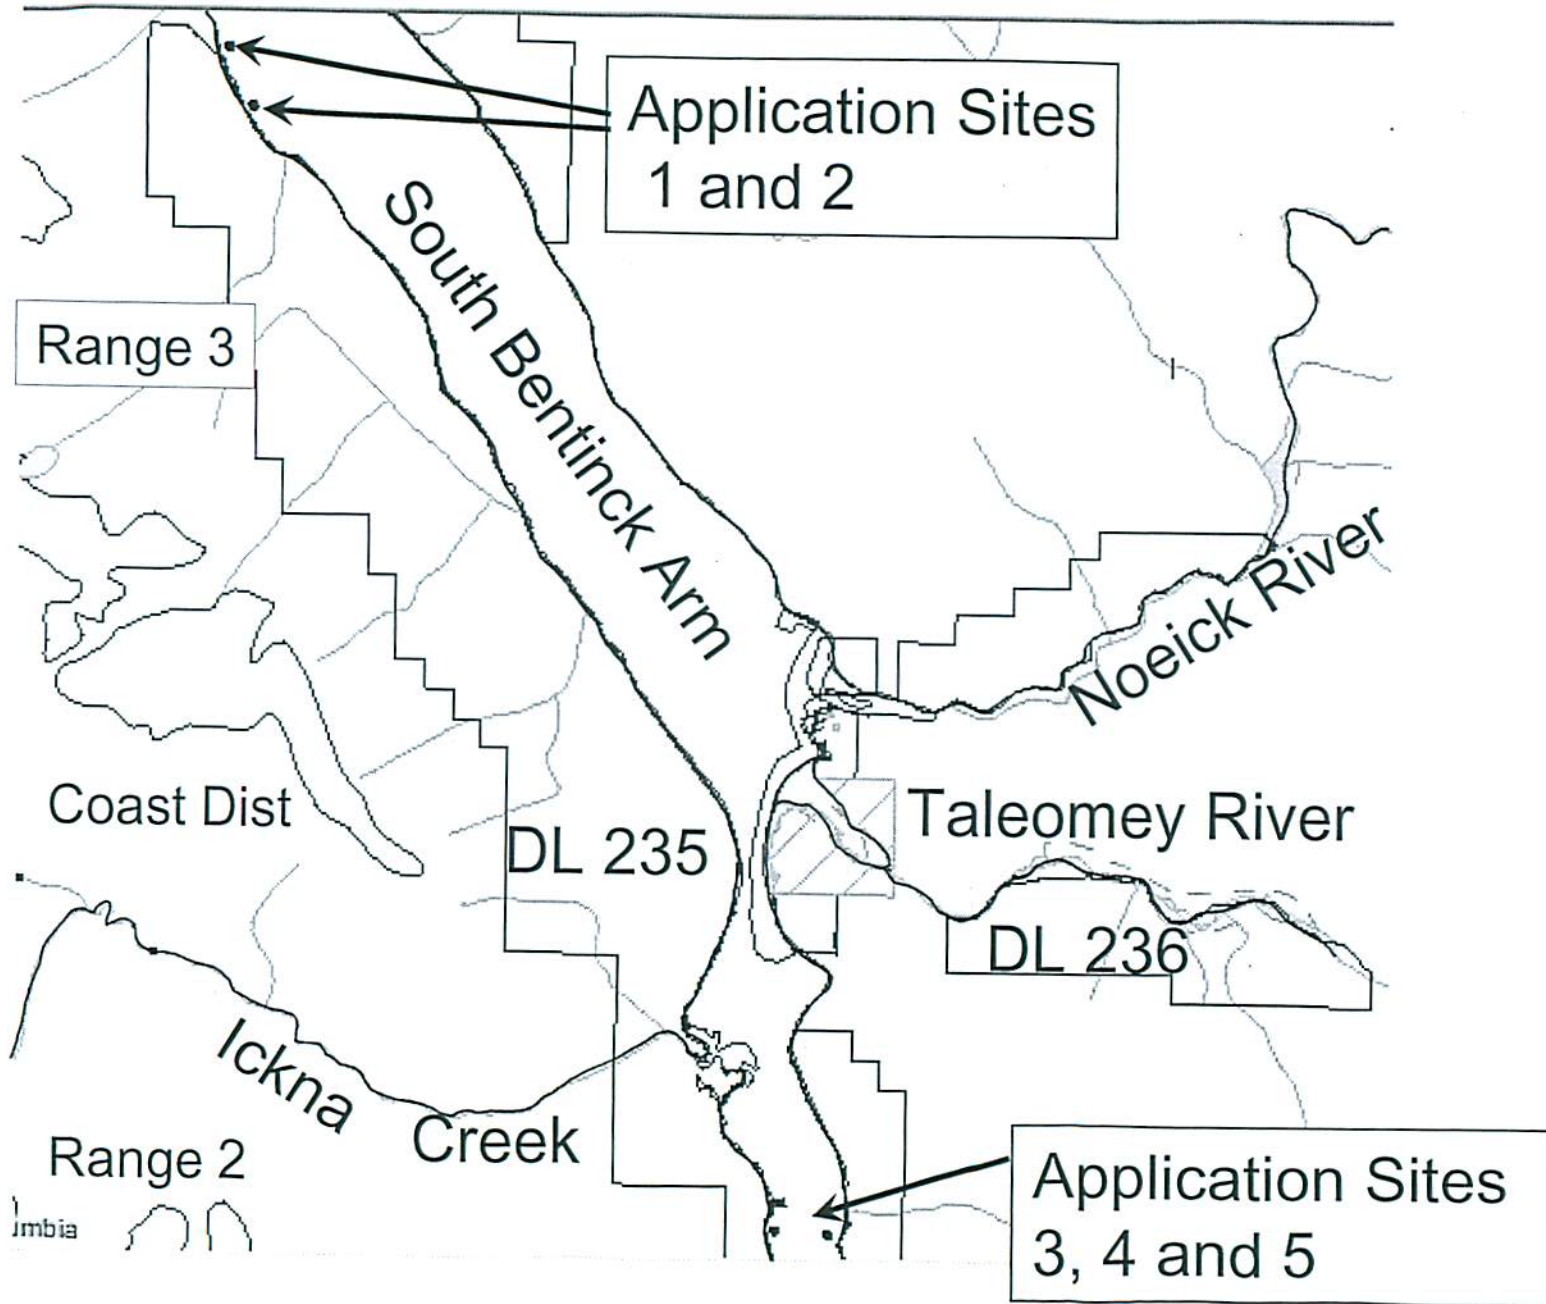 Application Sites
1 and 2
South Bentinck Arm
Range 3
Noeick River
Coast Dist
DL 235
Taleomey River
DL 236
Ickna
Creek
Range 2
Application Sites
3, 4 and 5